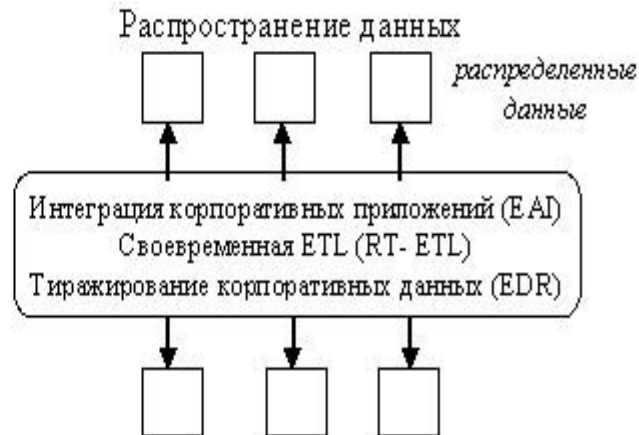 Распространение данных
распределенные
данные
Интеграция корпоративных приложений (EAI)
Своевременная ETL (RT- ETL)
Тиражирование корпоративных данных (EDR)